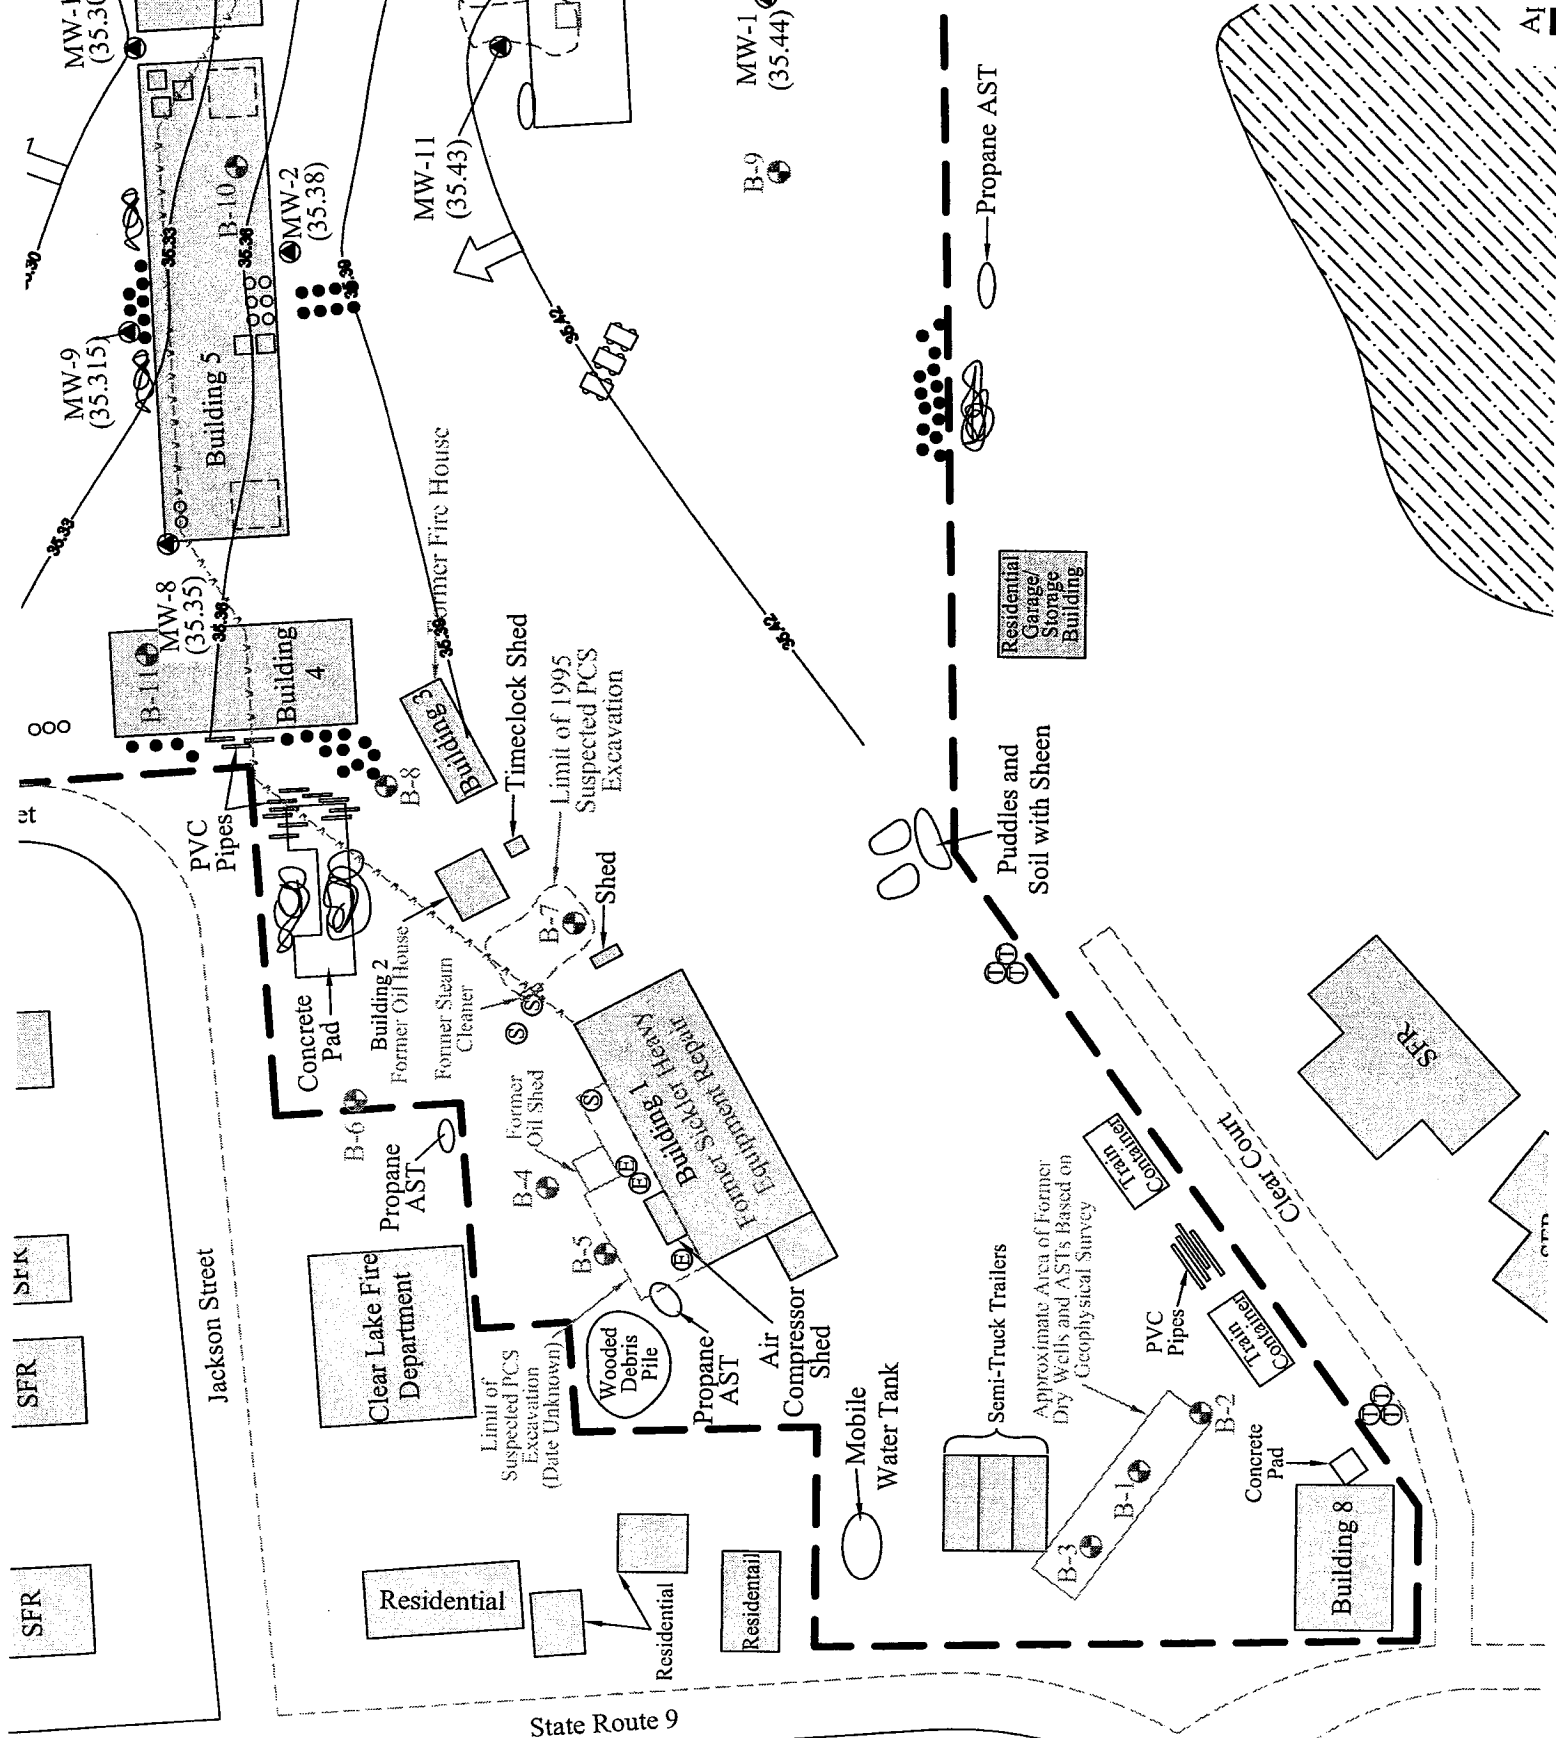 MW-9
(35.315)
MW-2
(35.38)
MW-11
(35.43)
MW-1
(35.44)
B-9
B-10
Building 5
35.33
35.36
35.39
35.42
Propane AST
35.33
MW-8
(35.35)
35.36
35.39
35.42
Former Fire House
B-11
Building
4
Building 3
Timeclock Shed
Limit of 1995
Suspected PCS
Excavation
Residential
Garage/
Storage
Building
PVC
Pipes
B-8
Shed
B-7
Puddles and
Soil with Sheen
Concrete
Pad
Building 2
Former Oil House
Former Steam
Cleaner
S
S
T
T
T
B-6
Propane
AST
Former
Oil Shed
S
B-4
E
E
E
B-5
Building 1
Former Sickler Heavy
Equipment Repair
SFR
Clear Court
Train
Container
Jackson Street
SFR
SFR
SFR
Clear Lake Fire
Department
Limit of
Suspected PCS
Excavation
(Date Unknown)
Wooded
Debris
Pile
Propane
AST
Air
Compressor
Shed
Mobile
Water Tank
Semi-Truck Trailers
Approximate Area of Former
Dry Wells and ASTs Based on
Geophysical Survey
PVC
Pipes
Train
Container
B-2
B-1
B-3
Concrete
Pad
T
T
T
Building 8
Residential
Residential
Residentail
State Route 9